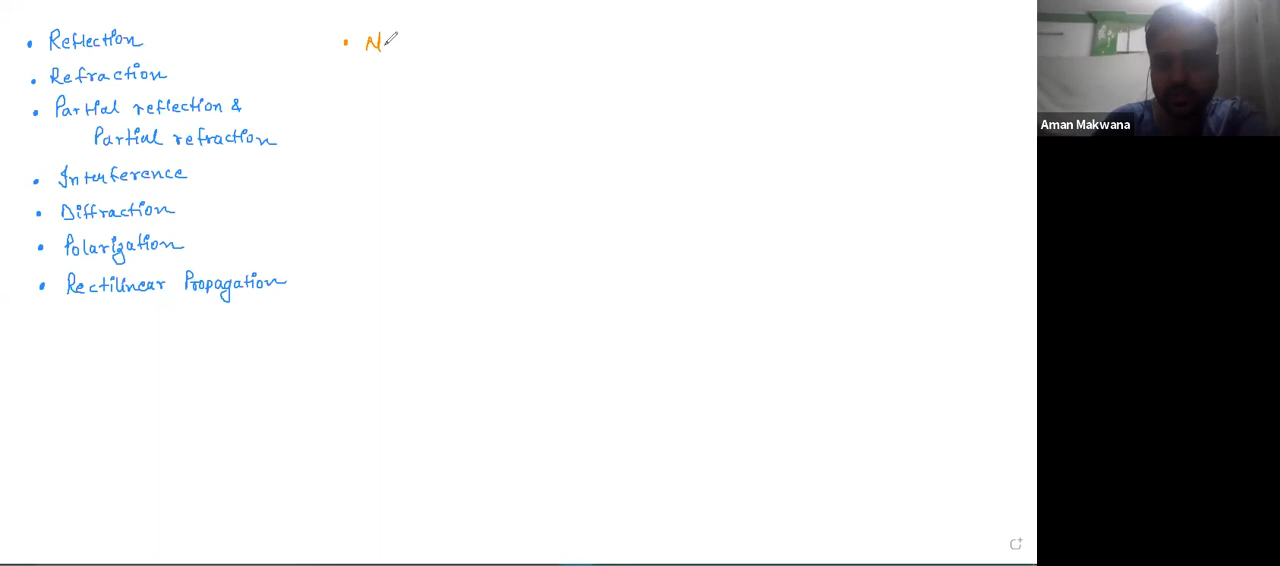 • Reflection
• Refraction
• Partial reflection &
Partial refraction
• Interference
• Diffraction
• Polarization
• Rectilinear Propagation
• N
Aman Makwana